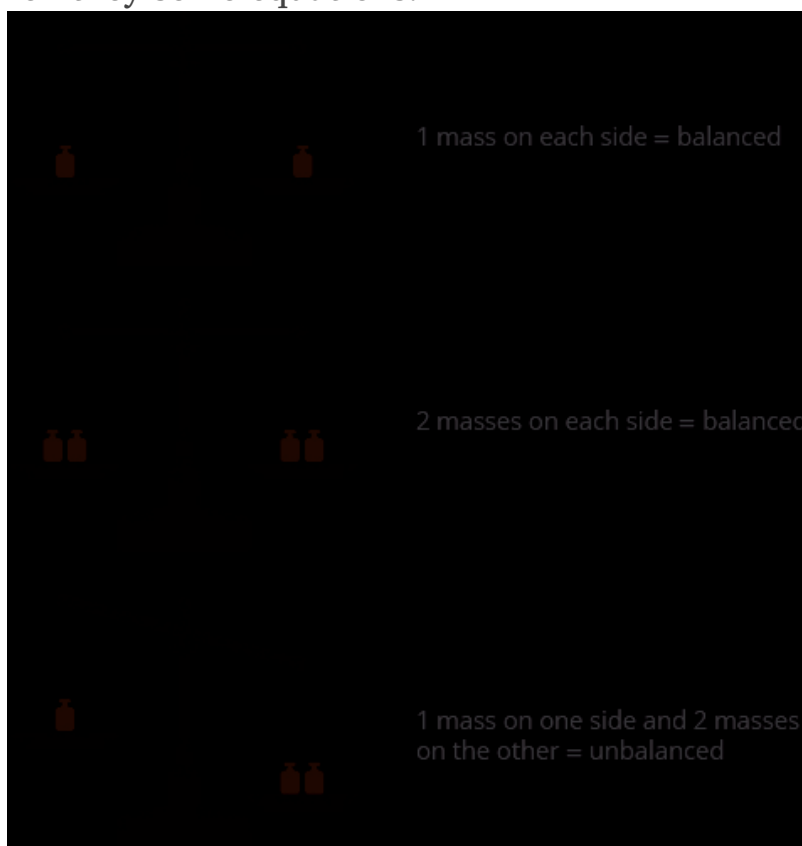 1 mass on each side = balanced
2 masses on each side = balanced
1 mass on one side and 2 masses
on the other = unbalanced